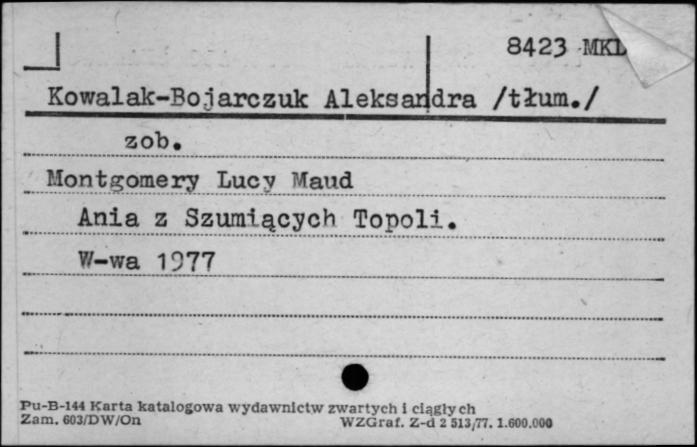 8423 MKL
Kowalak-Bojarczuk Aleksandra /tłum./
zob.
Montgomery Lucy Maud
Ania z Szumiących Topoli.
W-wa 1977
Pu-B-144 Karta katalogowa wydawnictw zwartych i ciągłych
Zam. 603/DW/On WZGraf. Z-d 2 513/77. 1.600.000